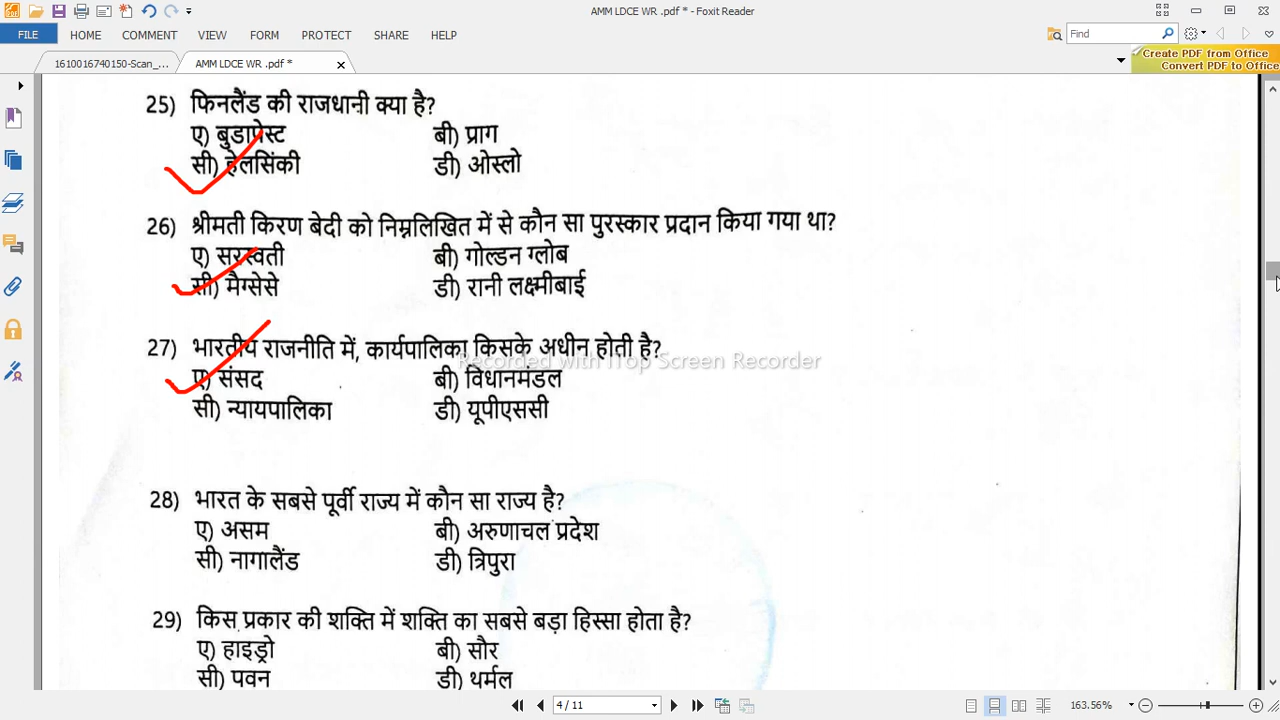 AMM LDCE WR .pdf * - Foxit Reader
FILE HOME COMMENT VIEW FORM PROTECT SHARE HELP Find
1610016740150-Scan_... AMM LDCE WR .pdf * Create PDF from Office
Convert PDF to Office
25) फिनलैंड की राजधानी क्या है?
ए) बुडाप्रेस्ट बी) प्राग
सी) हेलसिंकी डी) ओस्लो
26) श्रीमती किरण बेदी को निम्नलिखित में से कौन सा पुरस्कार प्रदान किया गया था?
ए) सरस्वती बी) गोल्डन ग्लोब
सी) मैग्सेसे डी) रानी लक्ष्मीबाई
27) भारतीय राजनीति में, कार्यपालिका किसके अधीन होती है?
Recorded with iTop Screen Recorder
ए) संसद बी) विधानमंडल
सी) न्यायपालिका डी) यूपीएससी
28) भारत के सबसे पूर्वी राज्य में कौन सा राज्य है?
ए) असम बी) अरुणाचल प्रदेश
सी) नागालैंड डी) त्रिपुरा
29) किस प्रकार की शक्ति में शक्ति का सबसे बड़ा हिस्सा होता है?
ए) हाइड्रो बी) सौर
सी) पवन डी) थर्मल
4 / 11 163.56%